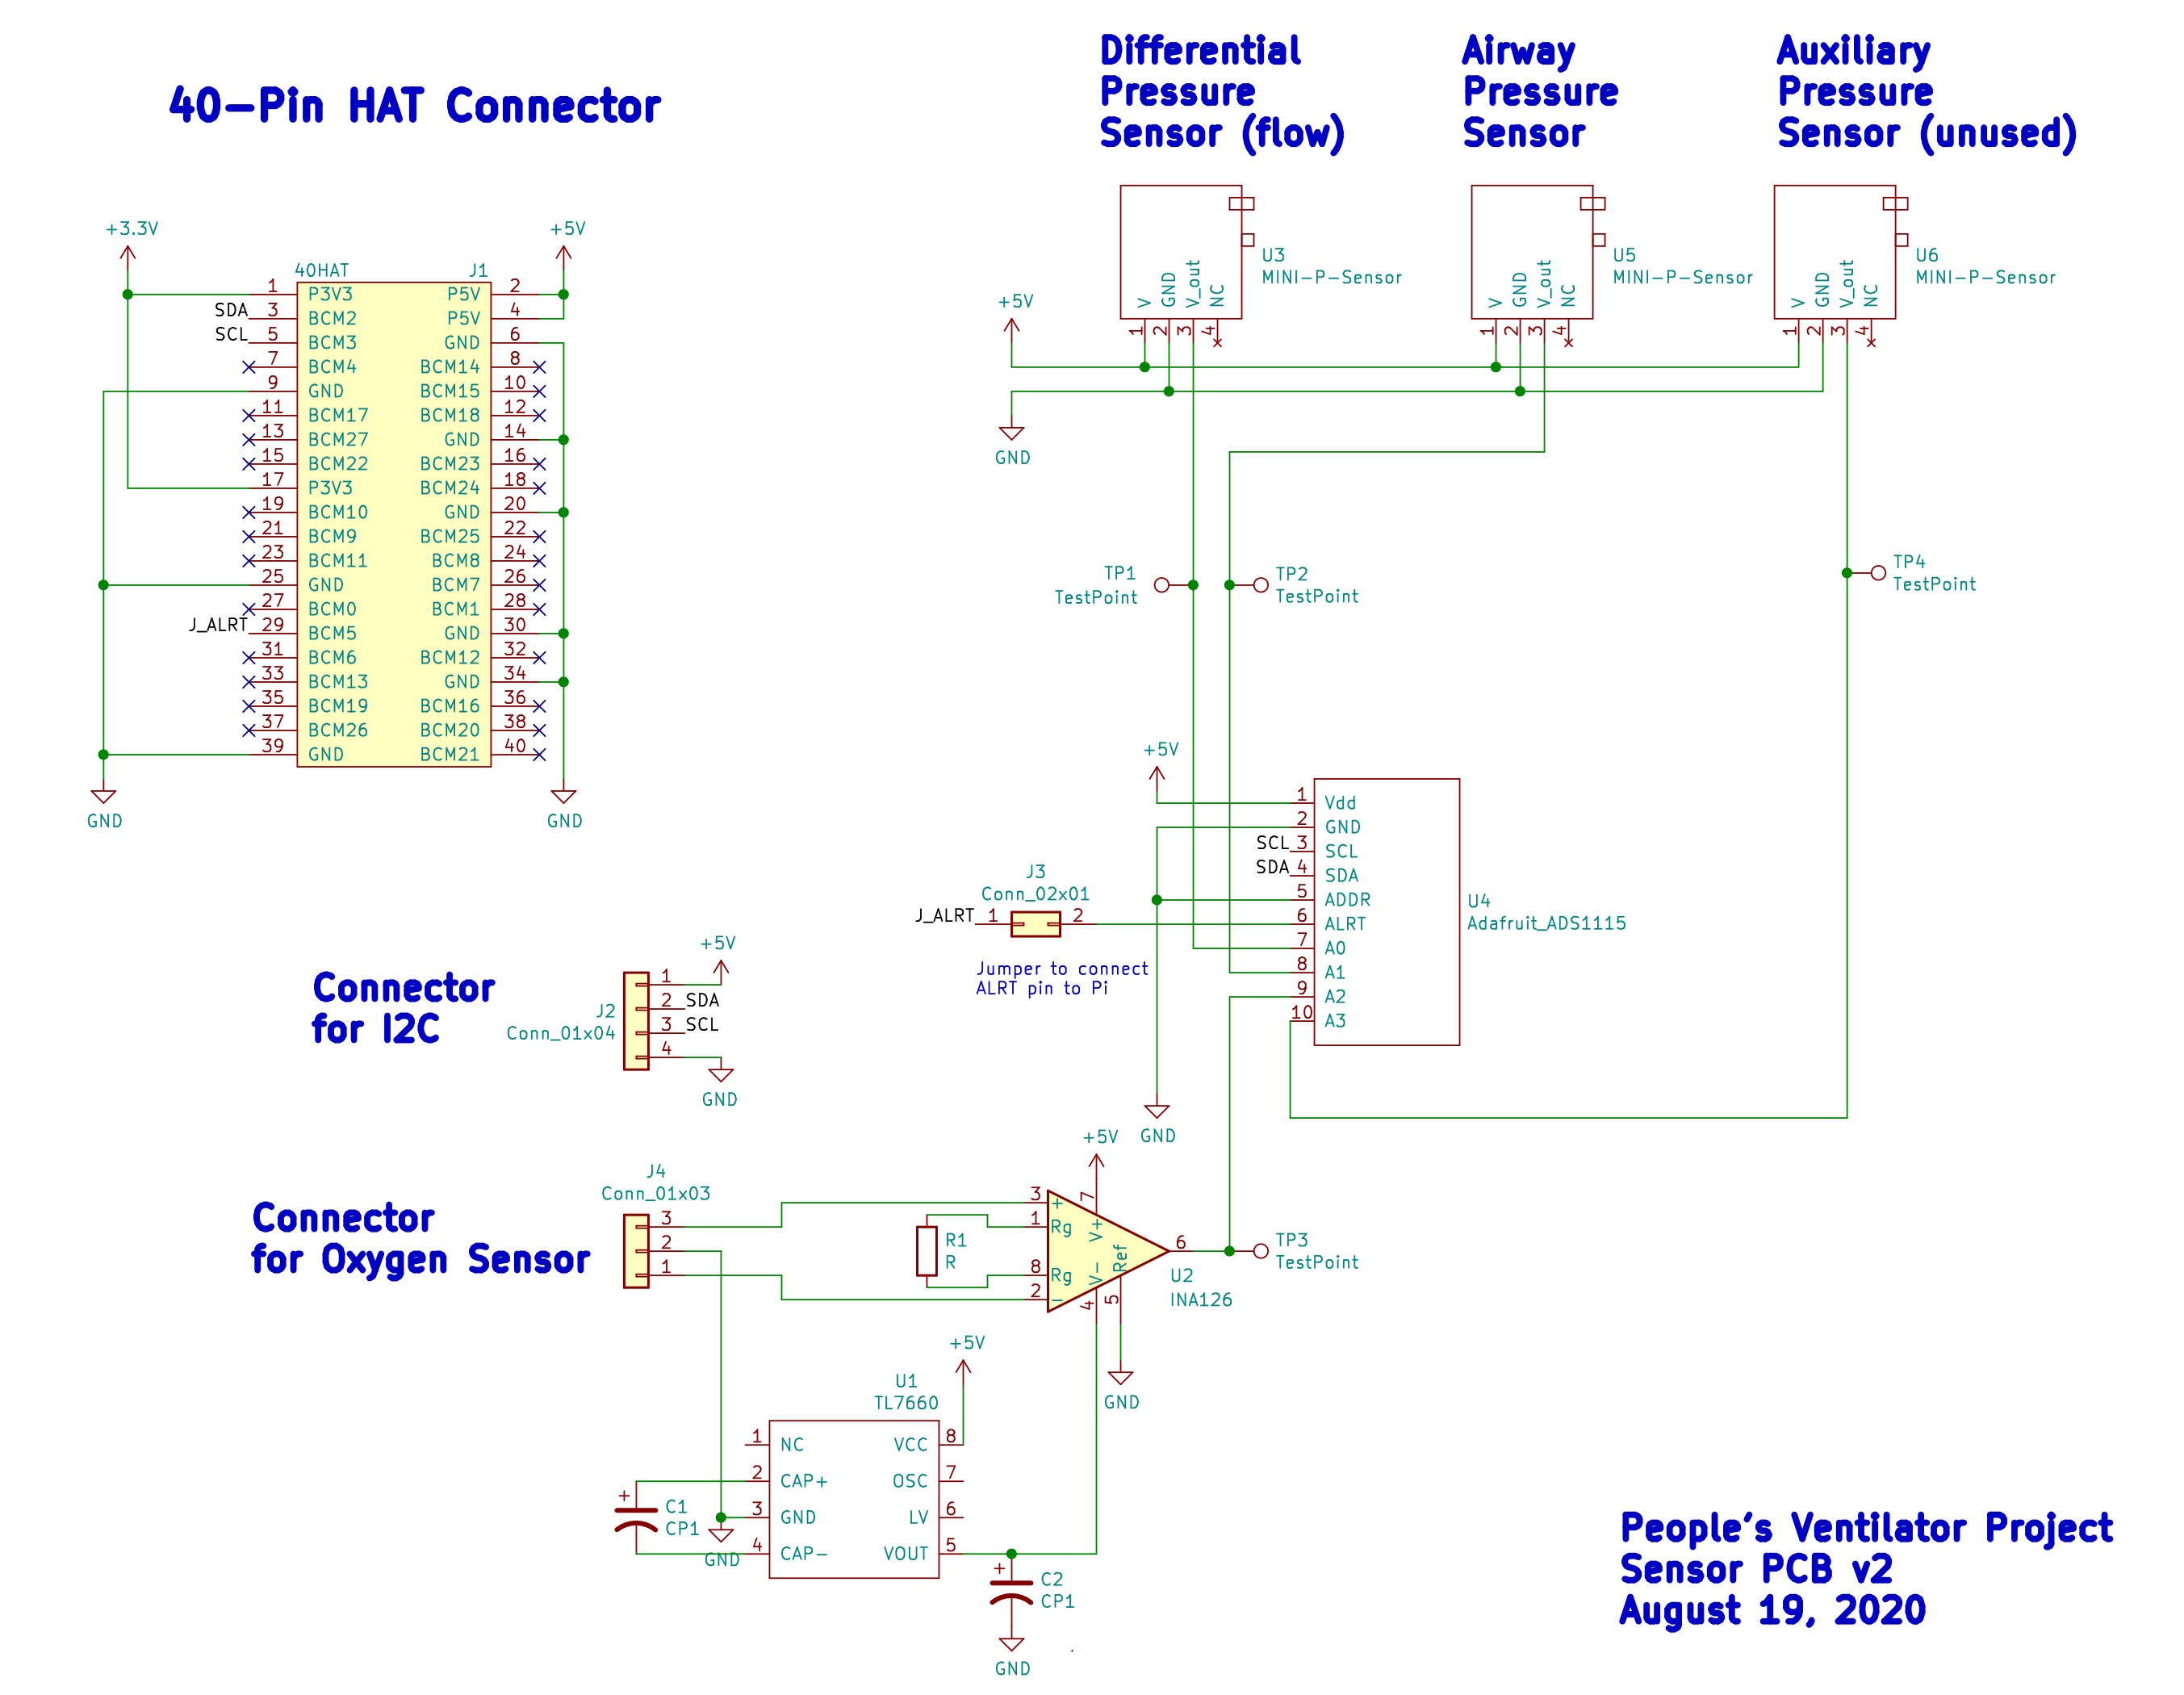 Differential
Pressure
Sensor (flow)
Airway
Pressure
Sensor
Auxiliary
Pressure
Sensor (unused)
40-Pin HAT Connector
+3.3V
+5V
40HAT J1
1 P3V3 P5V 2
SDA 3 BCM2 P5V 4
SCL 5 BCM3 GND 6
7 BCM4 BCM14 8
9 GND BCM15 10
11 BCM17 BCM18 12
13 BCM27 GND 14
15 BCM22 BCM23 16
17 P3V3 BCM24 18
19 BCM10 GND 20
21 BCM9 BCM25 22
23 BCM11 BCM8 24
25 GND BCM7 26
27 BCM0 BCM1 28
J_ALRT 29 BCM5 GND 30
31 BCM6 BCM12 32
33 BCM13 GND 34
35 BCM19 BCM16 36
37 BCM26 BCM20 38
39 GND BCM21 40
GND
GND
U3
MINI-P-Sensor
V
GND
V_out
NC
1
2
3
4
U5
MINI-P-Sensor
V
GND
V_out
NC
1
2
3
4
U6
MINI-P-Sensor
V
GND
V_out
NC
1
2
3
4
+5V
GND
TP1
TestPoint
TP2
TestPoint
TP4
TestPoint
+5V
1 Vdd
2 GND
SCL 3 SCL
SDA 4 SDA
5 ADDR
6 ALRT
7 A0
8 A1
9 A2
10 A3
U4
Adafruit_ADS1115
J3
Conn_02x01
J_ALRT 1 2
Jumper to connect
ALRT pin to Pi
GND
Connector
for I2C
+5V
J2
Conn_01x04
1
2 SDA
3 SCL
4
GND
Connector
for Oxygen Sensor
J4
Conn_01x03
3
2
1
R1
R
+5V
3 +
1 Rg
8 Rg
2 -
7
V+
Ref
V-
4
5
6
U2
INA126
TP3
TestPoint
GND
+5V
U1
TL7660
1 NC VCC 8
2 CAP+ OSC 7
3 GND LV 6
4 CAP- VOUT 5
+
C1
CP1
GND
+
C2
CP1
GND
People's Ventilator Project
Sensor PCB v2
August 19, 2020